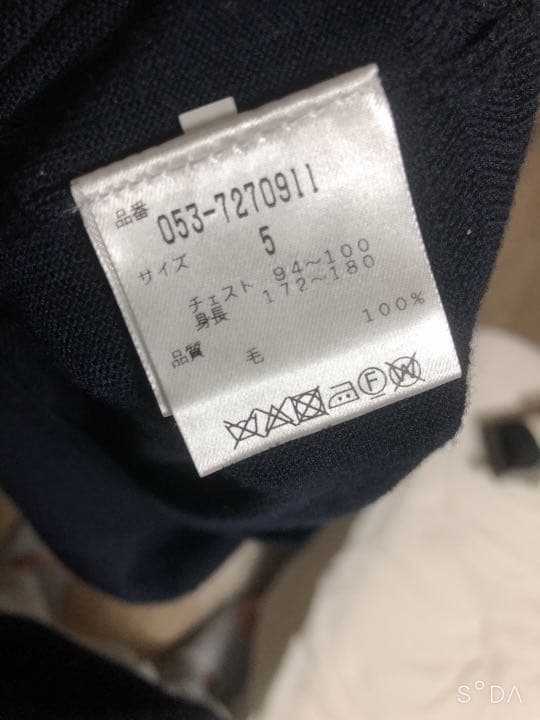 品番 053-7270911
サイズ 5
チェスト 94～100
身長 172～180
品質 毛 100%
F W
SODA